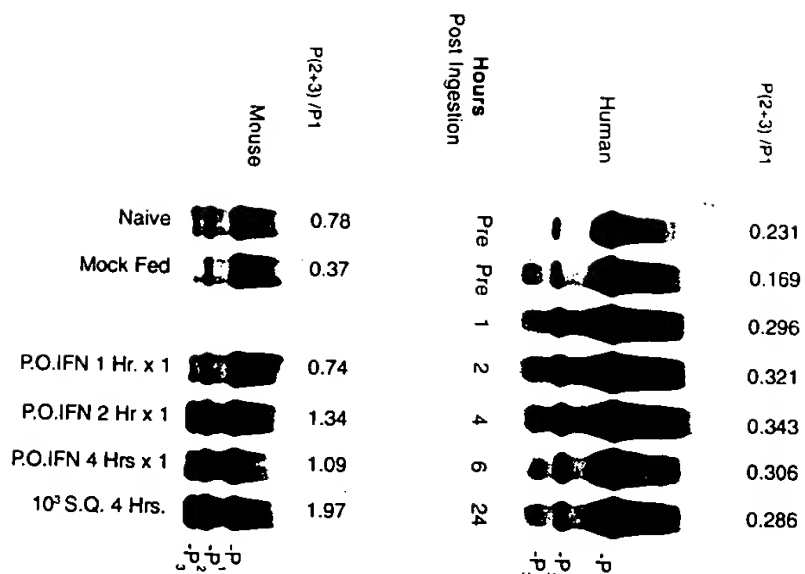 P(2+3) /P1
Mouse
Naive 0.78
Mock Fed 0.37
P.O.IFN 1 Hr. x 1 0.74
P.O.IFN 2 Hr x 1 1.34
P.O.IFN 4 Hrs x 1 1.09
10³ S.Q. 4 Hrs. 1.97
-P₃
-P₂
-P₁
Hours
Post Ingestion
Human
P(2+3) /P1
Pre 0.231
Pre 0.169
1 0.296
2 0.321
4 0.343
6 0.306
24 0.286
-P
-P
-P